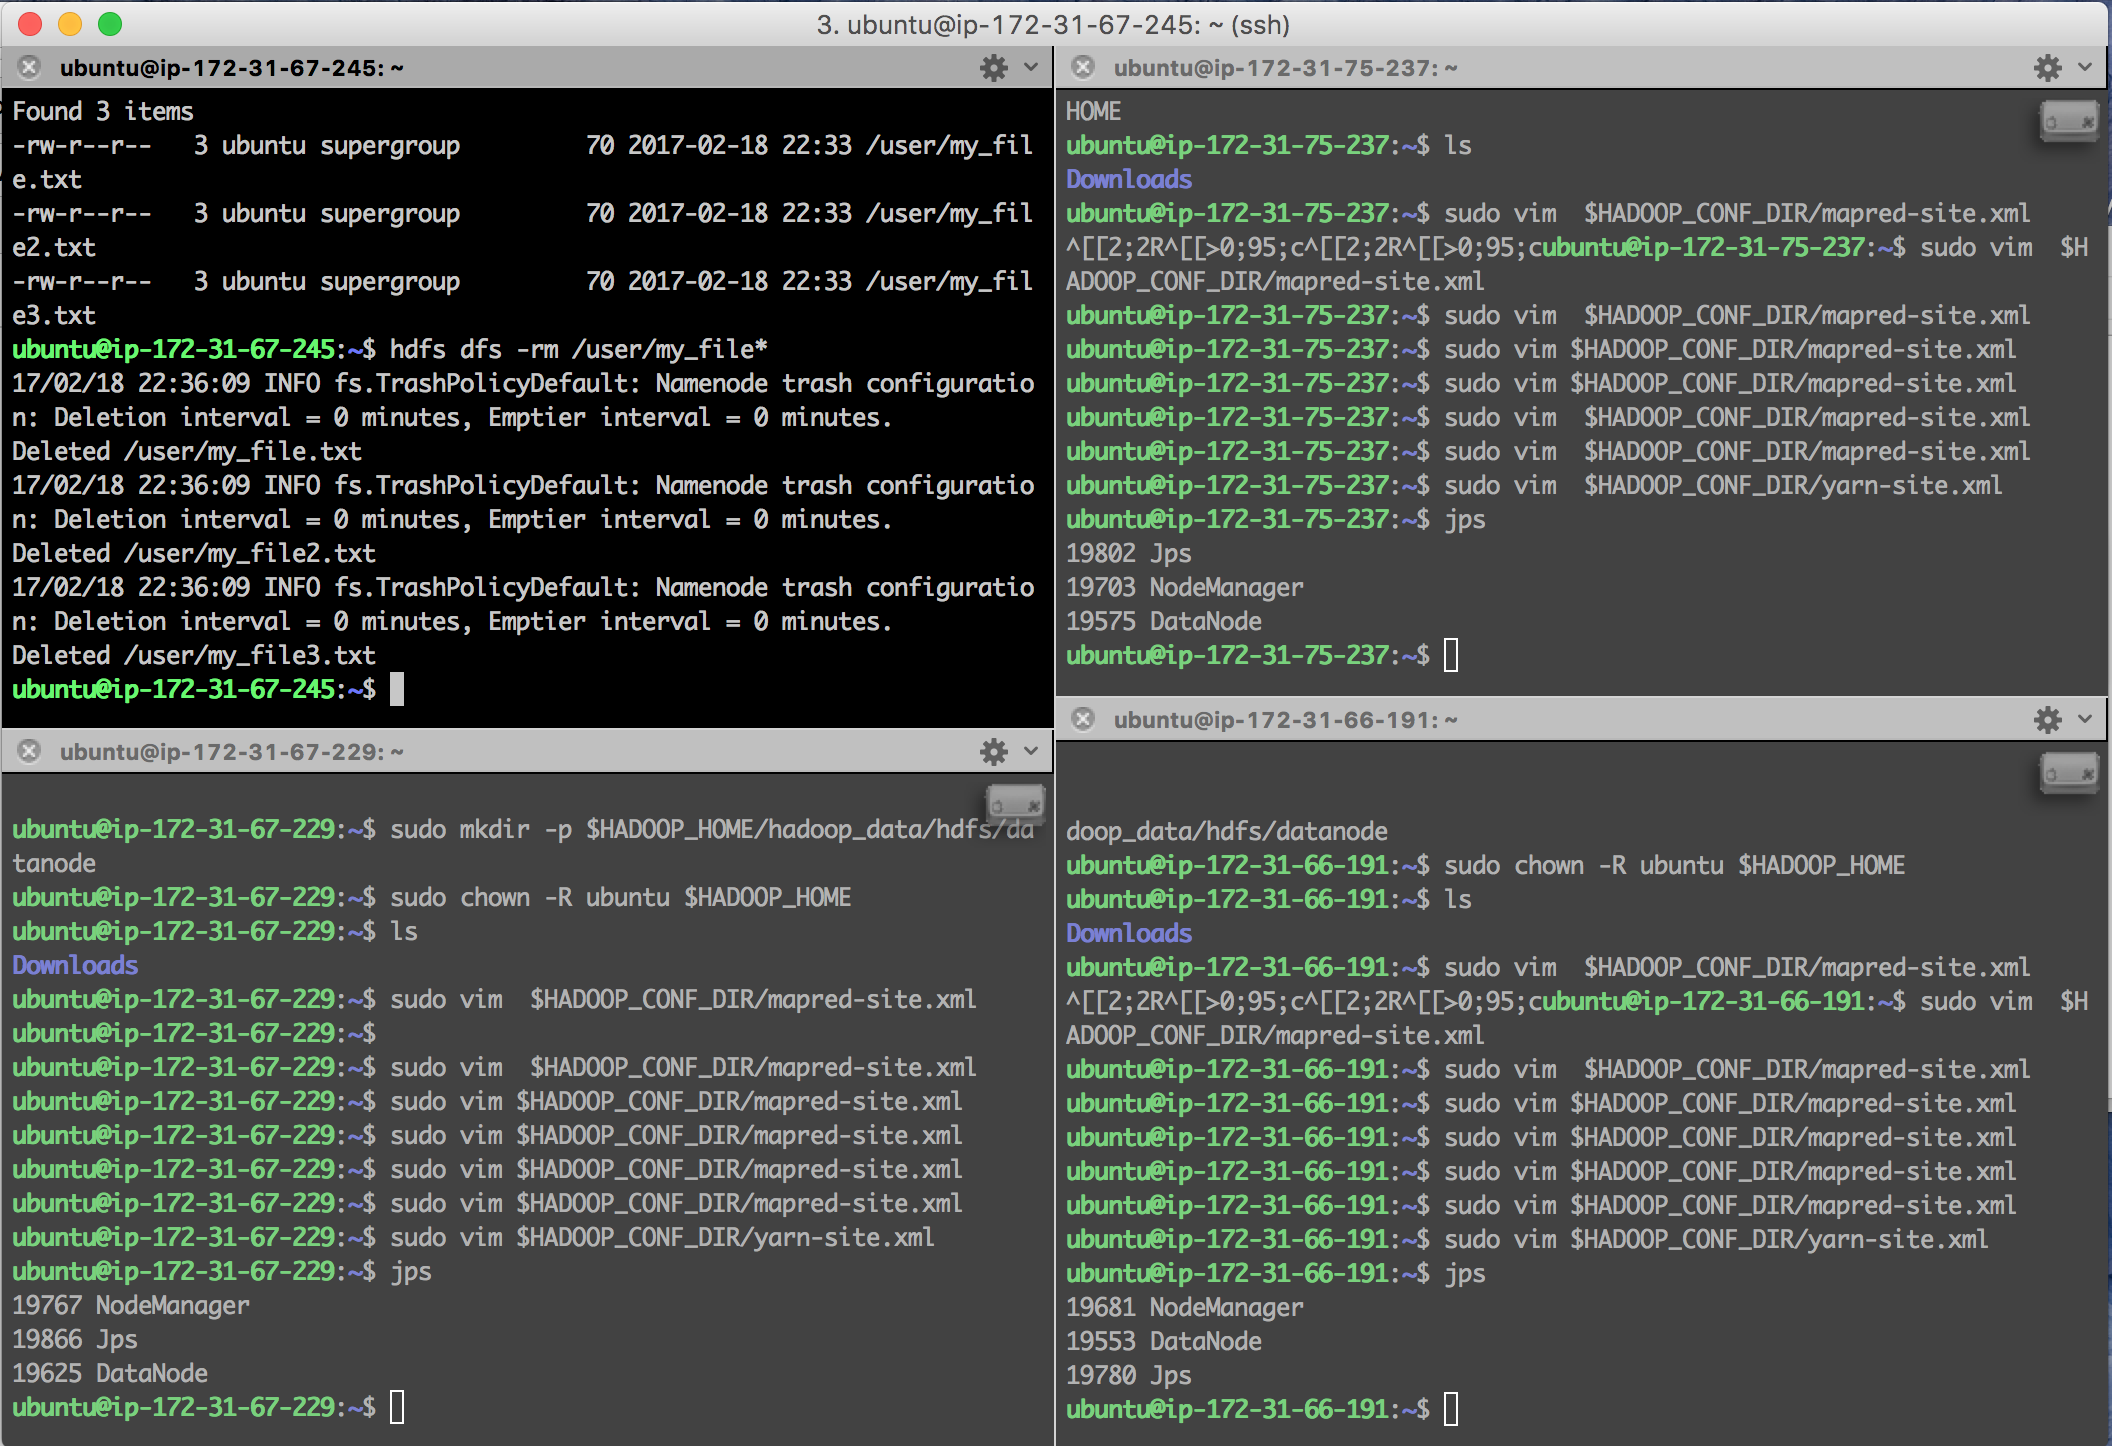 3. ubuntu@ip-172-31-67-245: ~ (ssh)
ubuntu@ip-172-31-67-245: ~
Found 3 items
-rw-r--r--   3 ubuntu supergroup         70 2017-02-18 22:33 /user/my_fil
e.txt
-rw-r--r--   3 ubuntu supergroup         70 2017-02-18 22:33 /user/my_fil
e2.txt
-rw-r--r--   3 ubuntu supergroup         70 2017-02-18 22:33 /user/my_fil
e3.txt
ubuntu@ip-172-31-67-245:~$ hdfs dfs -rm /user/my_file*
17/02/18 22:36:09 INFO fs.TrashPolicyDefault: Namenode trash configuratio
n: Deletion interval = 0 minutes, Emptier interval = 0 minutes.
Deleted /user/my_file.txt
17/02/18 22:36:09 INFO fs.TrashPolicyDefault: Namenode trash configuratio
n: Deletion interval = 0 minutes, Emptier interval = 0 minutes.
Deleted /user/my_file2.txt
17/02/18 22:36:09 INFO fs.TrashPolicyDefault: Namenode trash configuratio
n: Deletion interval = 0 minutes, Emptier interval = 0 minutes.
Deleted /user/my_file3.txt
ubuntu@ip-172-31-67-245:~$
ubuntu@ip-172-31-75-237: ~
HOME
ubuntu@ip-172-31-75-237:~$ ls
Downloads
ubuntu@ip-172-31-75-237:~$ sudo vim  $HADOOP_CONF_DIR/mapred-site.xml
^[[2;2R^[[>0;95;c^[[2;2R^[[>0;95;cubuntu@ip-172-31-75-237:~$ sudo vim  $H
ADOOP_CONF_DIR/mapred-site.xml
ubuntu@ip-172-31-75-237:~$ sudo vim  $HADOOP_CONF_DIR/mapred-site.xml
ubuntu@ip-172-31-75-237:~$ sudo vim $HADOOP_CONF_DIR/mapred-site.xml
ubuntu@ip-172-31-75-237:~$ sudo vim $HADOOP_CONF_DIR/mapred-site.xml
ubuntu@ip-172-31-75-237:~$ sudo vim  $HADOOP_CONF_DIR/mapred-site.xml
ubuntu@ip-172-31-75-237:~$ sudo vim  $HADOOP_CONF_DIR/mapred-site.xml
ubuntu@ip-172-31-75-237:~$ sudo vim  $HADOOP_CONF_DIR/yarn-site.xml
ubuntu@ip-172-31-75-237:~$ jps
19802 Jps
19703 NodeManager
19575 DataNode
ubuntu@ip-172-31-75-237:~$
ubuntu@ip-172-31-67-229: ~
ubuntu@ip-172-31-67-229:~$ sudo mkdir -p $HADOOP_HOME/hadoop_data/hdfs/da
tanode
ubuntu@ip-172-31-67-229:~$ sudo chown -R ubuntu $HADOOP_HOME
ubuntu@ip-172-31-67-229:~$ ls
Downloads
ubuntu@ip-172-31-67-229:~$ sudo vim  $HADOOP_CONF_DIR/mapred-site.xml
ubuntu@ip-172-31-67-229:~$
ubuntu@ip-172-31-67-229:~$ sudo vim  $HADOOP_CONF_DIR/mapred-site.xml
ubuntu@ip-172-31-67-229:~$ sudo vim $HADOOP_CONF_DIR/mapred-site.xml
ubuntu@ip-172-31-67-229:~$ sudo vim $HADOOP_CONF_DIR/mapred-site.xml
ubuntu@ip-172-31-67-229:~$ sudo vim $HADOOP_CONF_DIR/mapred-site.xml
ubuntu@ip-172-31-67-229:~$ sudo vim $HADOOP_CONF_DIR/mapred-site.xml
ubuntu@ip-172-31-67-229:~$ sudo vim $HADOOP_CONF_DIR/yarn-site.xml
ubuntu@ip-172-31-67-229:~$ jps
19767 NodeManager
19866 Jps
19625 DataNode
ubuntu@ip-172-31-67-229:~$
ubuntu@ip-172-31-66-191: ~
doop_data/hdfs/datanode
ubuntu@ip-172-31-66-191:~$ sudo chown -R ubuntu $HADOOP_HOME
ubuntu@ip-172-31-66-191:~$ ls
Downloads
ubuntu@ip-172-31-66-191:~$ sudo vim  $HADOOP_CONF_DIR/mapred-site.xml
^[[2;2R^[[>0;95;c^[[2;2R^[[>0;95;cubuntu@ip-172-31-66-191:~$ sudo vim  $H
ADOOP_CONF_DIR/mapred-site.xml
ubuntu@ip-172-31-66-191:~$ sudo vim  $HADOOP_CONF_DIR/mapred-site.xml
ubuntu@ip-172-31-66-191:~$ sudo vim $HADOOP_CONF_DIR/mapred-site.xml
ubuntu@ip-172-31-66-191:~$ sudo vim $HADOOP_CONF_DIR/mapred-site.xml
ubuntu@ip-172-31-66-191:~$ sudo vim $HADOOP_CONF_DIR/mapred-site.xml
ubuntu@ip-172-31-66-191:~$ sudo vim $HADOOP_CONF_DIR/mapred-site.xml
ubuntu@ip-172-31-66-191:~$ sudo vim $HADOOP_CONF_DIR/yarn-site.xml
ubuntu@ip-172-31-66-191:~$ jps
19681 NodeManager
19553 DataNode
19780 Jps
ubuntu@ip-172-31-66-191:~$